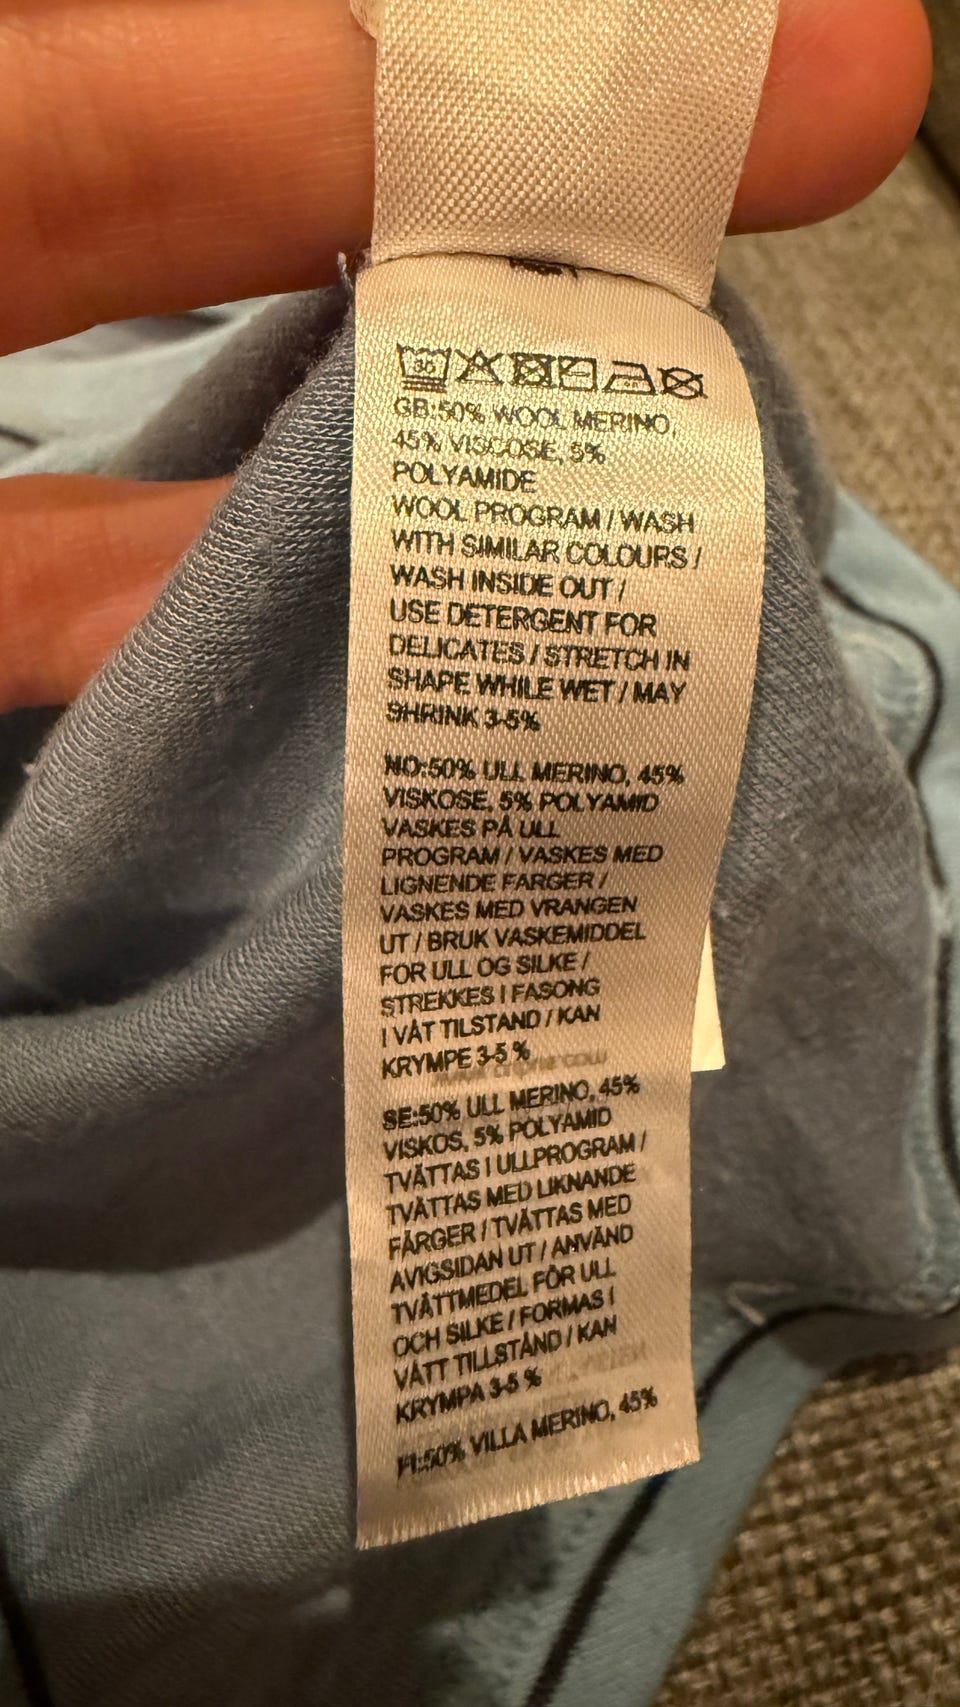 30
GB:50% WOOL MERINO,
45% VISCOSE, 5%
POLYAMIDE
WOOL PROGRAM / WASH
WITH SIMILAR COLOURS /
WASH INSIDE OUT /
USE DETERGENT FOR
DELICATES / STRETCH IN
SHAPE WHILE WET / MAY
SHRINK 3-5%
NO:50% ULL MERINO, 45%
VISKOSE, 5% POLYAMID
VASKES PÅ ULL
PROGRAM / VASKES MED
LIGNENDE FARGER /
VASKES MED VRANGEN
UT / BRUK VASKEMIDDEL
FOR ULL OG SILKE /
STREKKES I FASONG
I VÅT TILSTAND / KAN
KRYMPE 3-5 %
SE:50% ULL MERINO, 45%
VISKOS, 5% POLYAMID
TVÄTTAS I ULLPROGRAM /
TVÄTTAS MED LIKNANDE
FÄRGER / TVÄTTAS MED
AVIGSIDAN UT / ANVÄND
TVÄTTMEDEL FÖR ULL
OCH SILKE / FORMAS I
VÅTT TILLSTÅND / KAN
KRYMPA 3-5 %
FI:50% VILLA MERINO, 45%